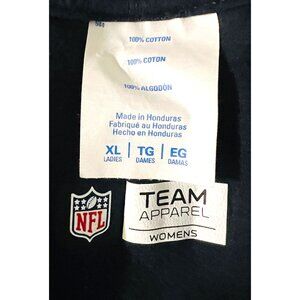 100% COTTON
100% COTON
100% ALGODÓN
Made in Honduras
Fabriqué au Honduras
Hecho en Honduras
XL TG EG
LADIES DAMES DAMAS
NFL
TEAM
APPAREL
WOMENS